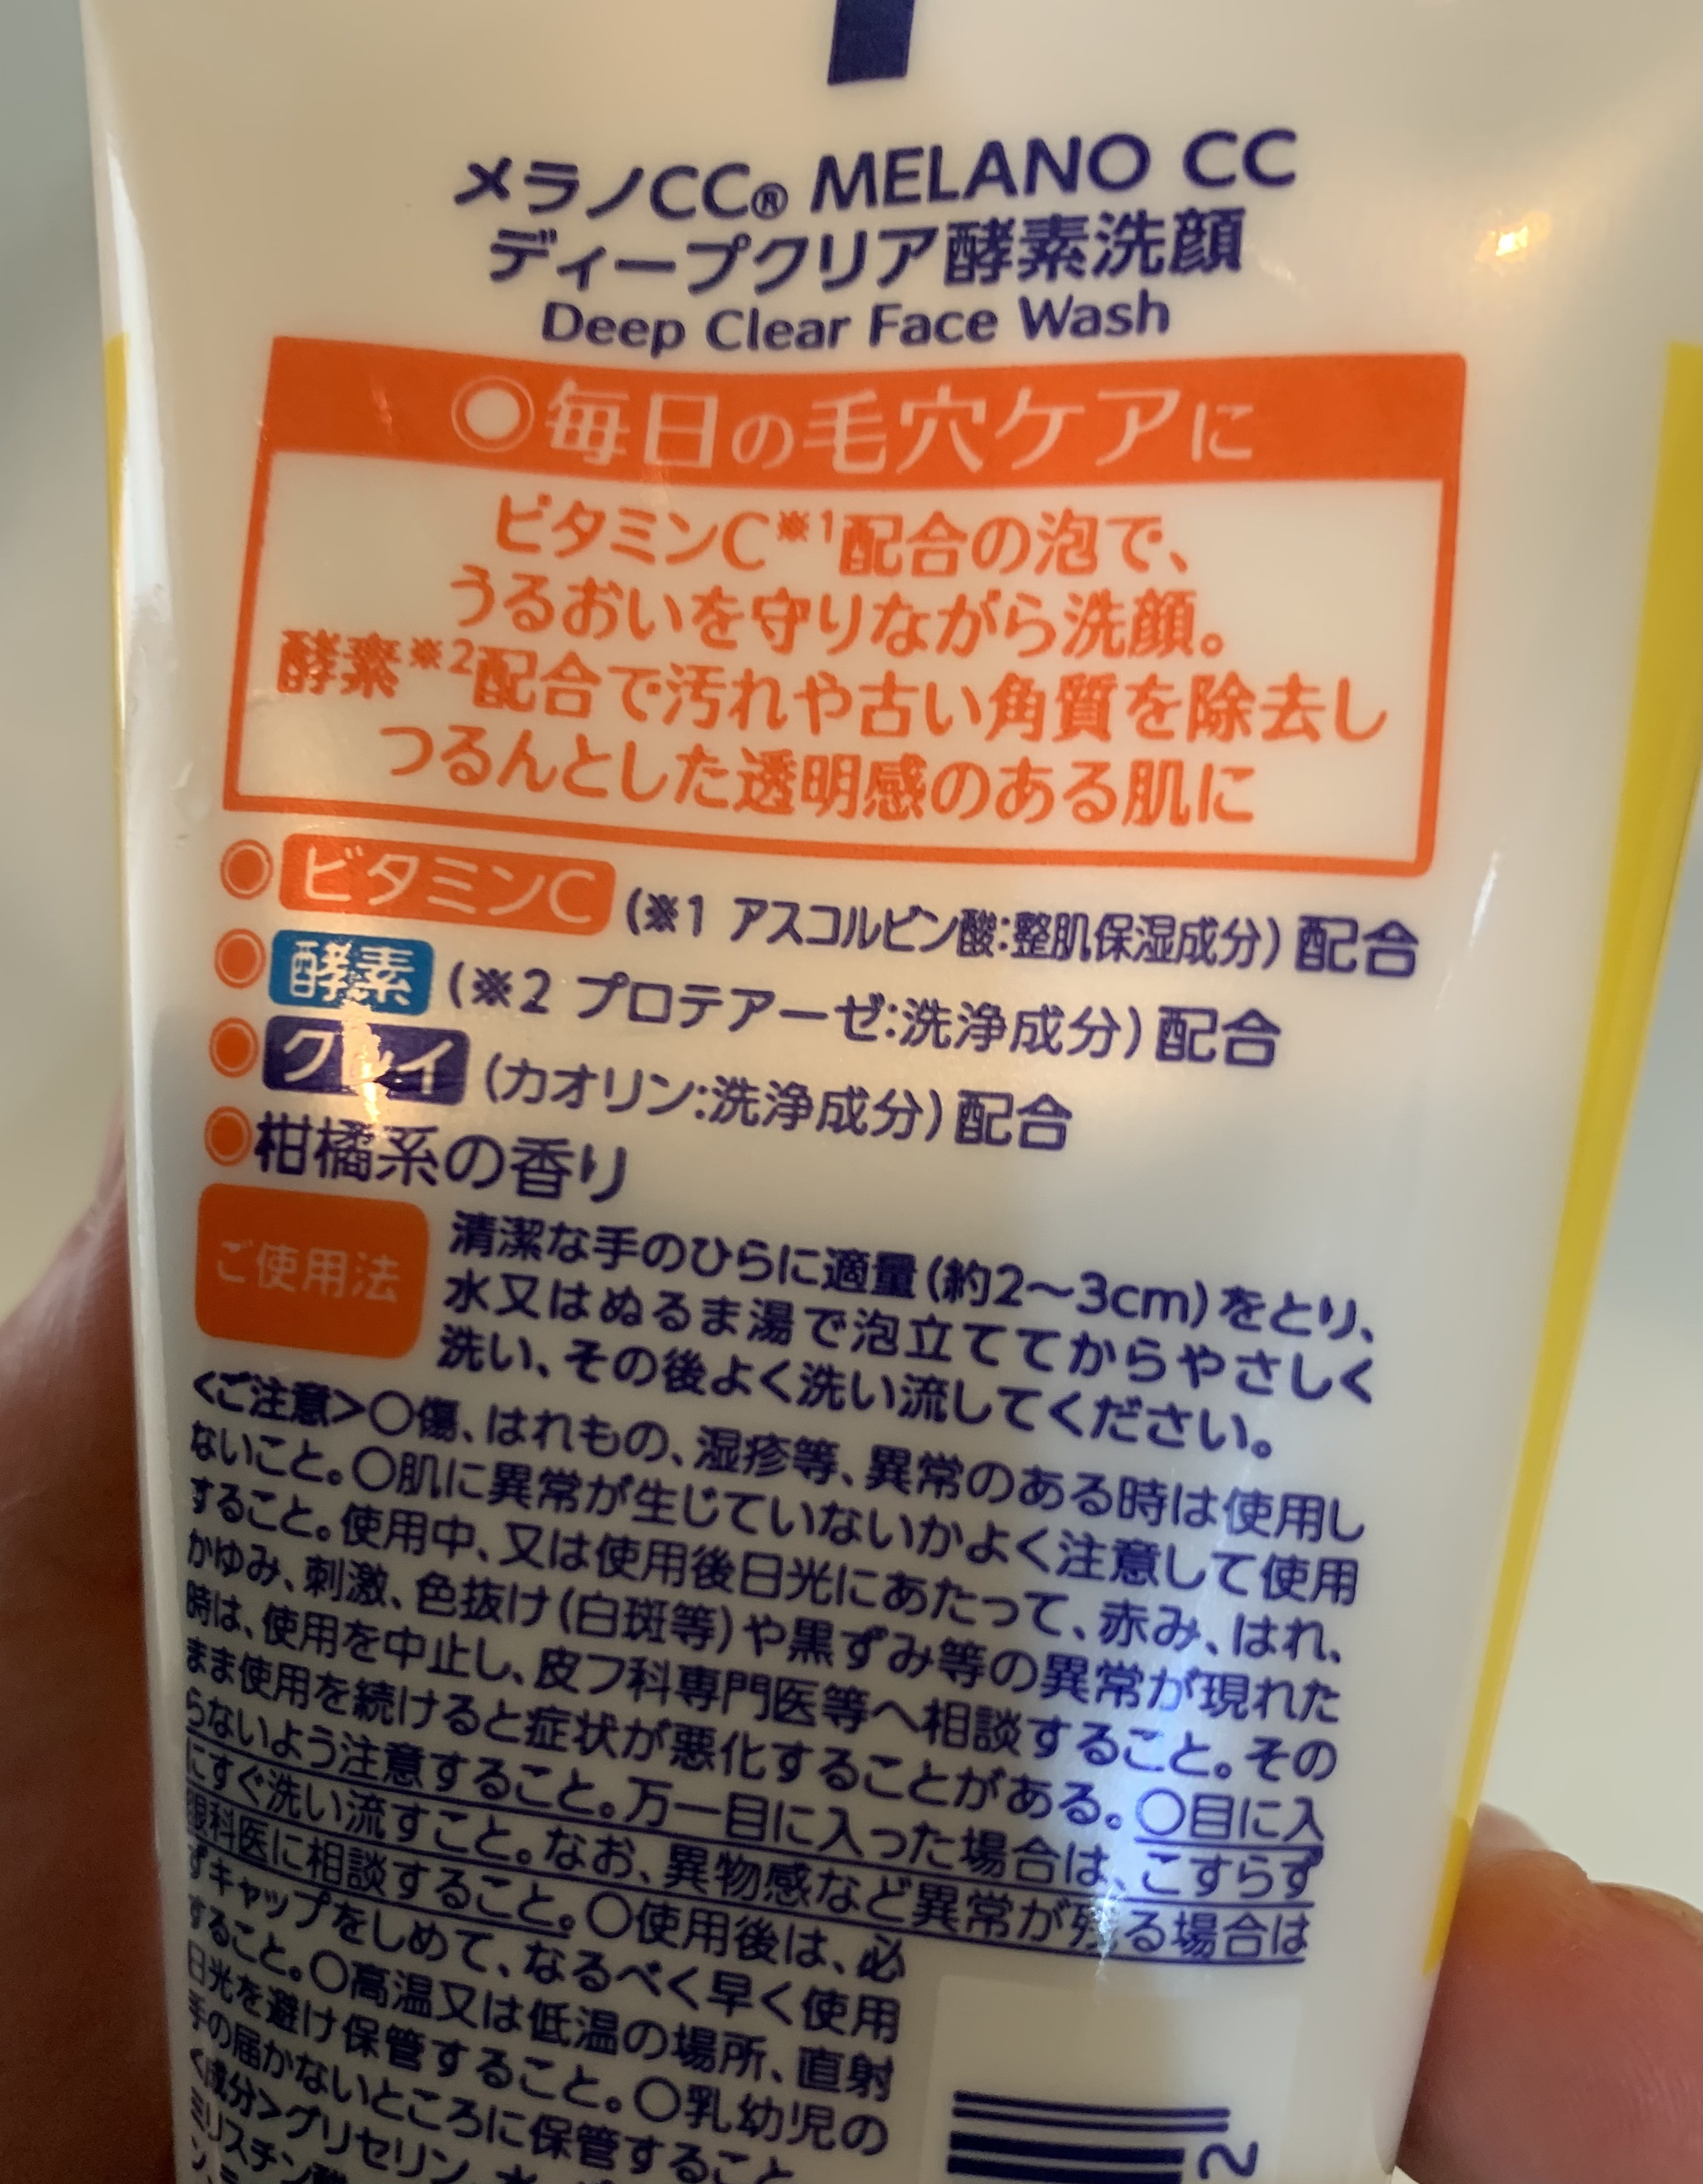 メラノCC® MELANO CC
ディープクリア酵素洗顔
Deep Clear Face Wash
◎毎日の毛穴ケアに
ビタミンC※1配合の泡で、
うるおいを守りながら洗顔。
酵素※2配合で汚れや古い角質を除去し
つるんとした透明感のある肌に
◎ビタミンC(※1 アスコルビン酸:整肌保湿成分)配合
◎酵素(※2 プロテアーゼ:洗浄成分)配合
◎クレイ(カオリン:洗浄成分)配合
◎柑橘系の香り
ご使用法
清潔な手のひらに適量(約2〜3cm)をとり、
水又はぬるま湯で泡立ててからやさしく
洗い、その後よく洗い流してください。
<ご注意>○傷、はれもの、湿疹等、異常のある時は使用し
ないこと。○肌に異常が生じていないかよく注意して使用
すること。使用中、又は使用後日光にあたって、赤み、はれ、
かゆみ、刺激、色抜け(白斑等)や黒ずみ等の異常が現れた
時は、使用を中止し、皮フ科専門医等へ相談すること。その
まま使用を続けると症状が悪化することがある。○目に入
らないよう注意すること。万一目に入った場合は、こすらず
にすぐ洗い流すこと。なお、異物感など異常が残る場合は
眼科医に相談すること。○使用後は、必
ずキャップをしめて、なるべく早く使用
すること。○高温又は低温の場所、直射
日光を避け保管すること。○乳幼児の
手の届かないところに保管すること
<成分>グリセリン、水、
ミリスチン酸
2